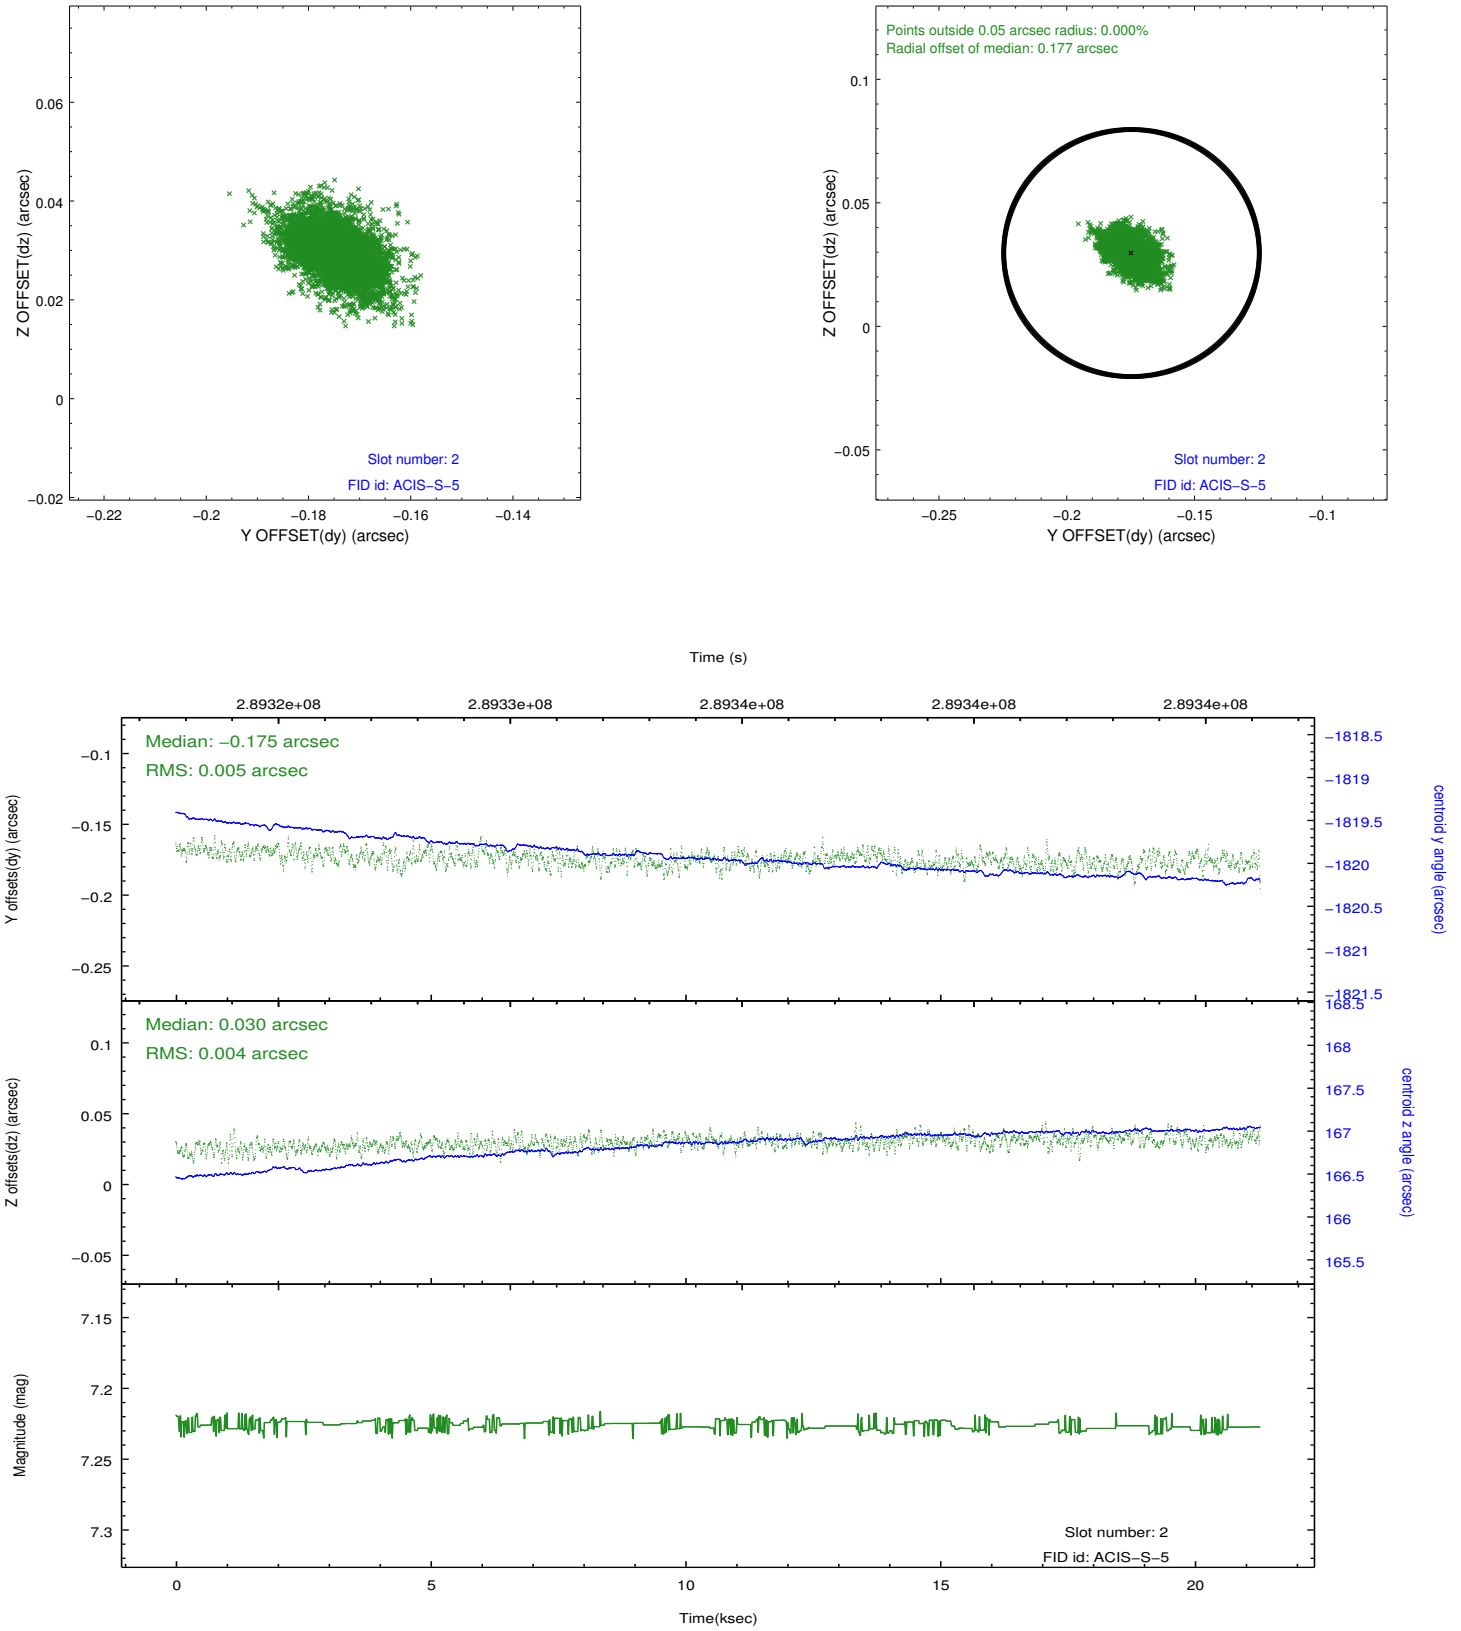 0.06
0.04
0.02
0
−0.02
−0.22
−0.2
−0.18
−0.16
−0.14
Z OFFSET(dz) (arcsec)
Y OFFSET(dy) (arcsec)
Slot number: 2
FID id: ACIS−S−5
Points outside 0.05 arcsec radius: 0.000%
Radial offset of median: 0.177 arcsec
0.1
0.05
0
−0.05
−0.25
−0.2
−0.15
−0.1
Z OFFSET(dz) (arcsec)
Y OFFSET(dy) (arcsec)
Slot number: 2
FID id: ACIS−S−5
Time (s)
2.8932e+08
2.8933e+08
2.8934e+08
2.8934e+08
2.8934e+08
Median: −0.175 arcsec
RMS: 0.005 arcsec
−0.1
−0.15
−0.2
−0.25
Y offsets(dy) (arcsec)
−1818.5
−1819
−1819.5
−1820
−1820.5
−1821
−1821.5
centroid y angle (arcsec)
Median: 0.030 arcsec
RMS: 0.004 arcsec
0.1
0.05
0
−0.05
Z offsets(dz) (arcsec)
168.5
168
167.5
167
166.5
166
165.5
centroid z angle (arcsec)
7.15
7.2
7.25
7.3
Magnitude (mag)
Slot number: 2
FID id: ACIS−S−5
0
5
10
15
20
Time(ksec)